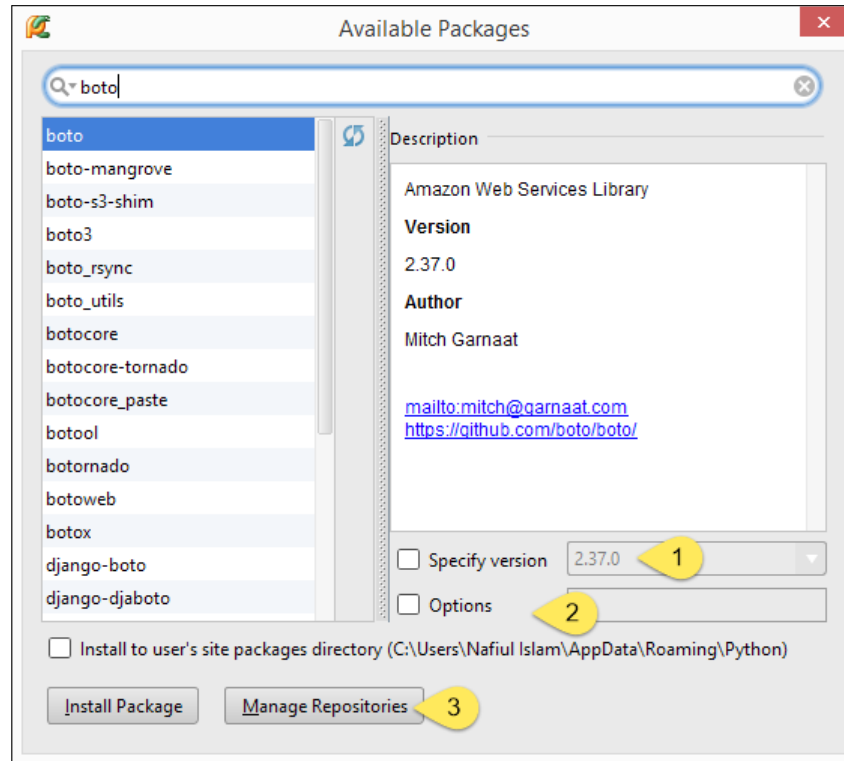 Available Packages
boto
boto
boto-mangrove
boto-s3-shim
boto3
boto_rsync
boto_utils
botocore
botocore-tornado
botocore_paste
botool
botornado
botoweb
botox
django-boto
django-djaboto
Description
Amazon Web Services Library
Version
2.37.0
Author
Mitch Garnaat
mailto:mitch@garnaat.com
https://github.com/boto/boto/
Specify version 2.37.0 1
Options 2
Install to user's site packages directory (C:\Users\Nafiul Islam\AppData\Roaming\Python)
Install Package Manage Repositories 3